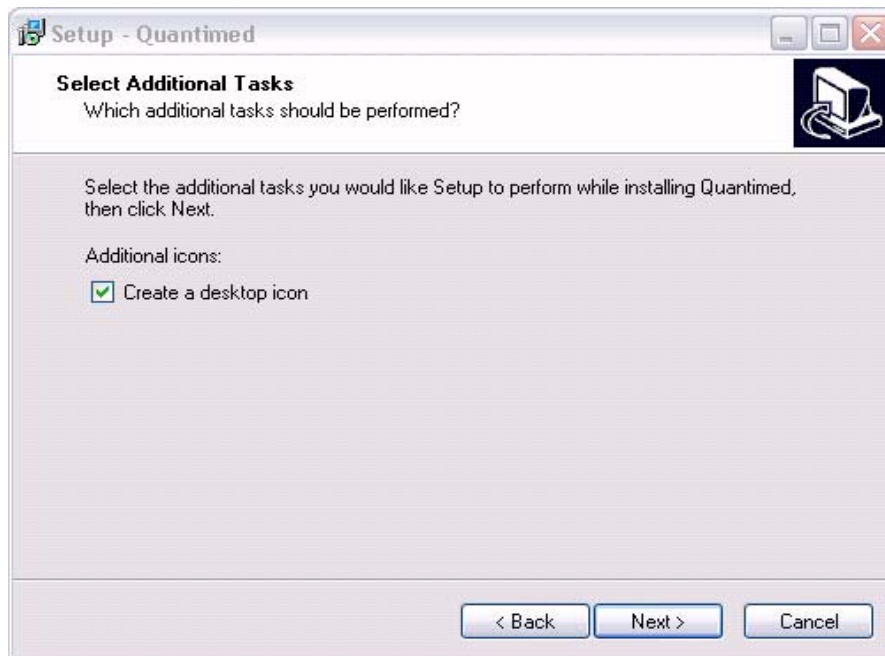 Setup - Quantimed
Select Additional Tasks
Which additional tasks should be performed?
Select the additional tasks you would like Setup to perform while installing Quantimed,
then click Next.
Additional icons:
Create a desktop icon
< Back Next > Cancel